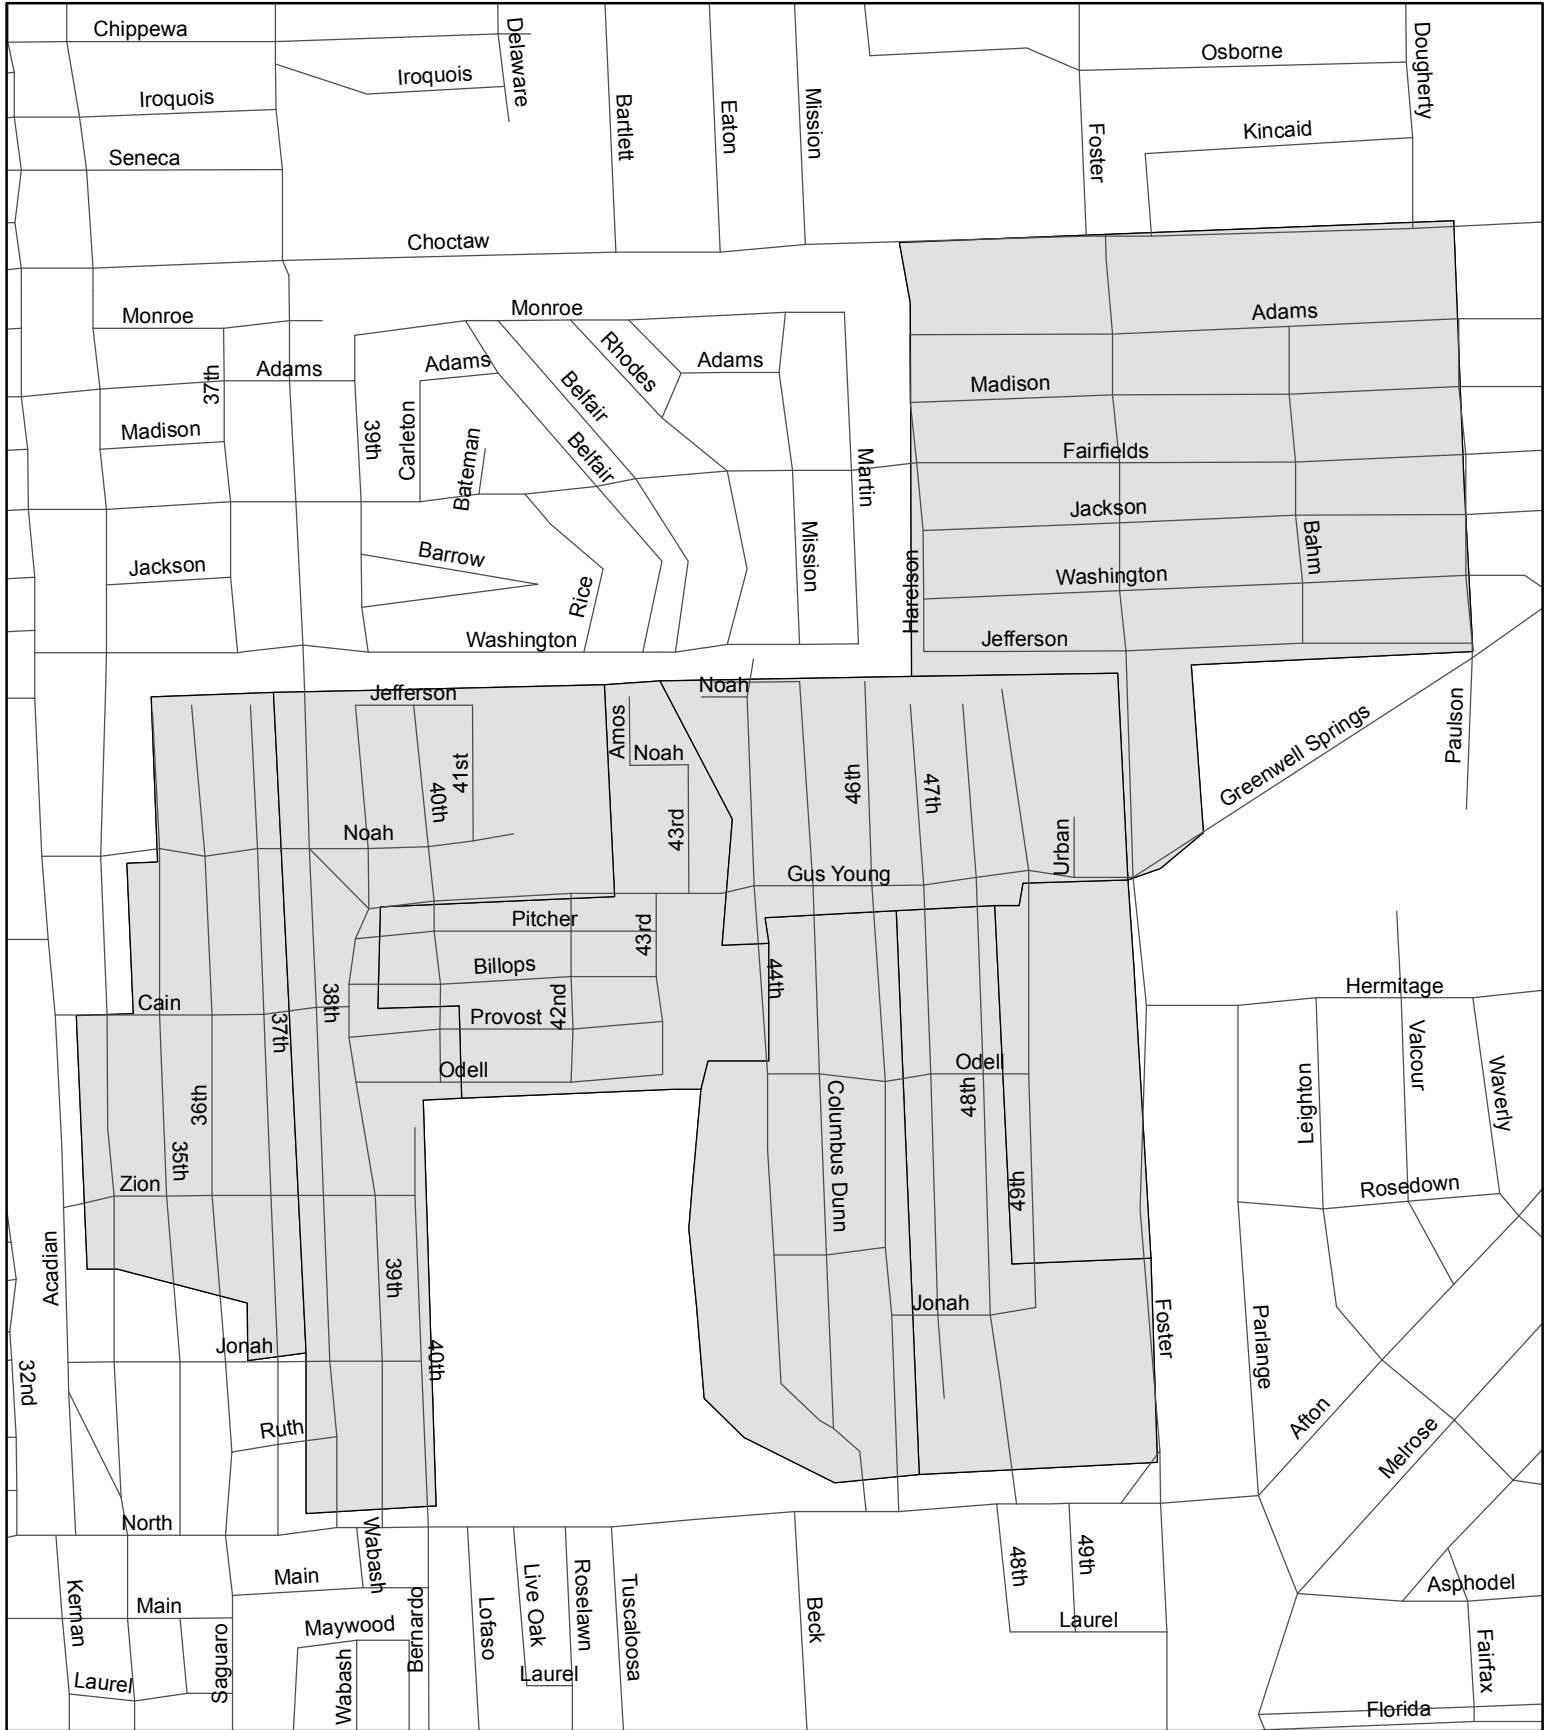 Chippewa
Delaware
Osborne
Dougherty
Iroquois
Iroquois
Bartlett
Eaton
Mission
Foster
Kincaid
Seneca
Choctaw
Monroe
Monroe
Adams
37th
Adams
Adams
Rhodes
Adams
Belfair
Madison
Madison
39th
Carleton
Bateman
Belfair
Martin
Fairfields
Jackson
Bahm
Mission
Jackson
Barrow
Rice
Harelson
Washington
Washington
Jefferson
Jefferson
Noah
Amos
Noah
41st
40th
46th
47th
Greenwell Springs
Paulson
Noah
43rd
Urban
Gus Young
Pitcher
43rd
Billops
44th
Hermitage
Cain
38th
37th
Provost
42nd
Odell
Odell
48th
Leighton
Valcour
Waverly
36th
35th
Columbus Dunn
49th
Zion
Rosedown
Acadian
39th
Jonah
Foster
Parlange
Jonah
40th
32nd
Ruth
Afton
Melrose
North
Wabash
48th
49th
Kernan
Main
Main
Live Oak
Roselawn
Tuscaloosa
Asphodel
Bernardo
Lofaso
Beck
Laurel
Maywood
Saguaro
Wabash
Laurel
Laurel
Fairfax
Florida